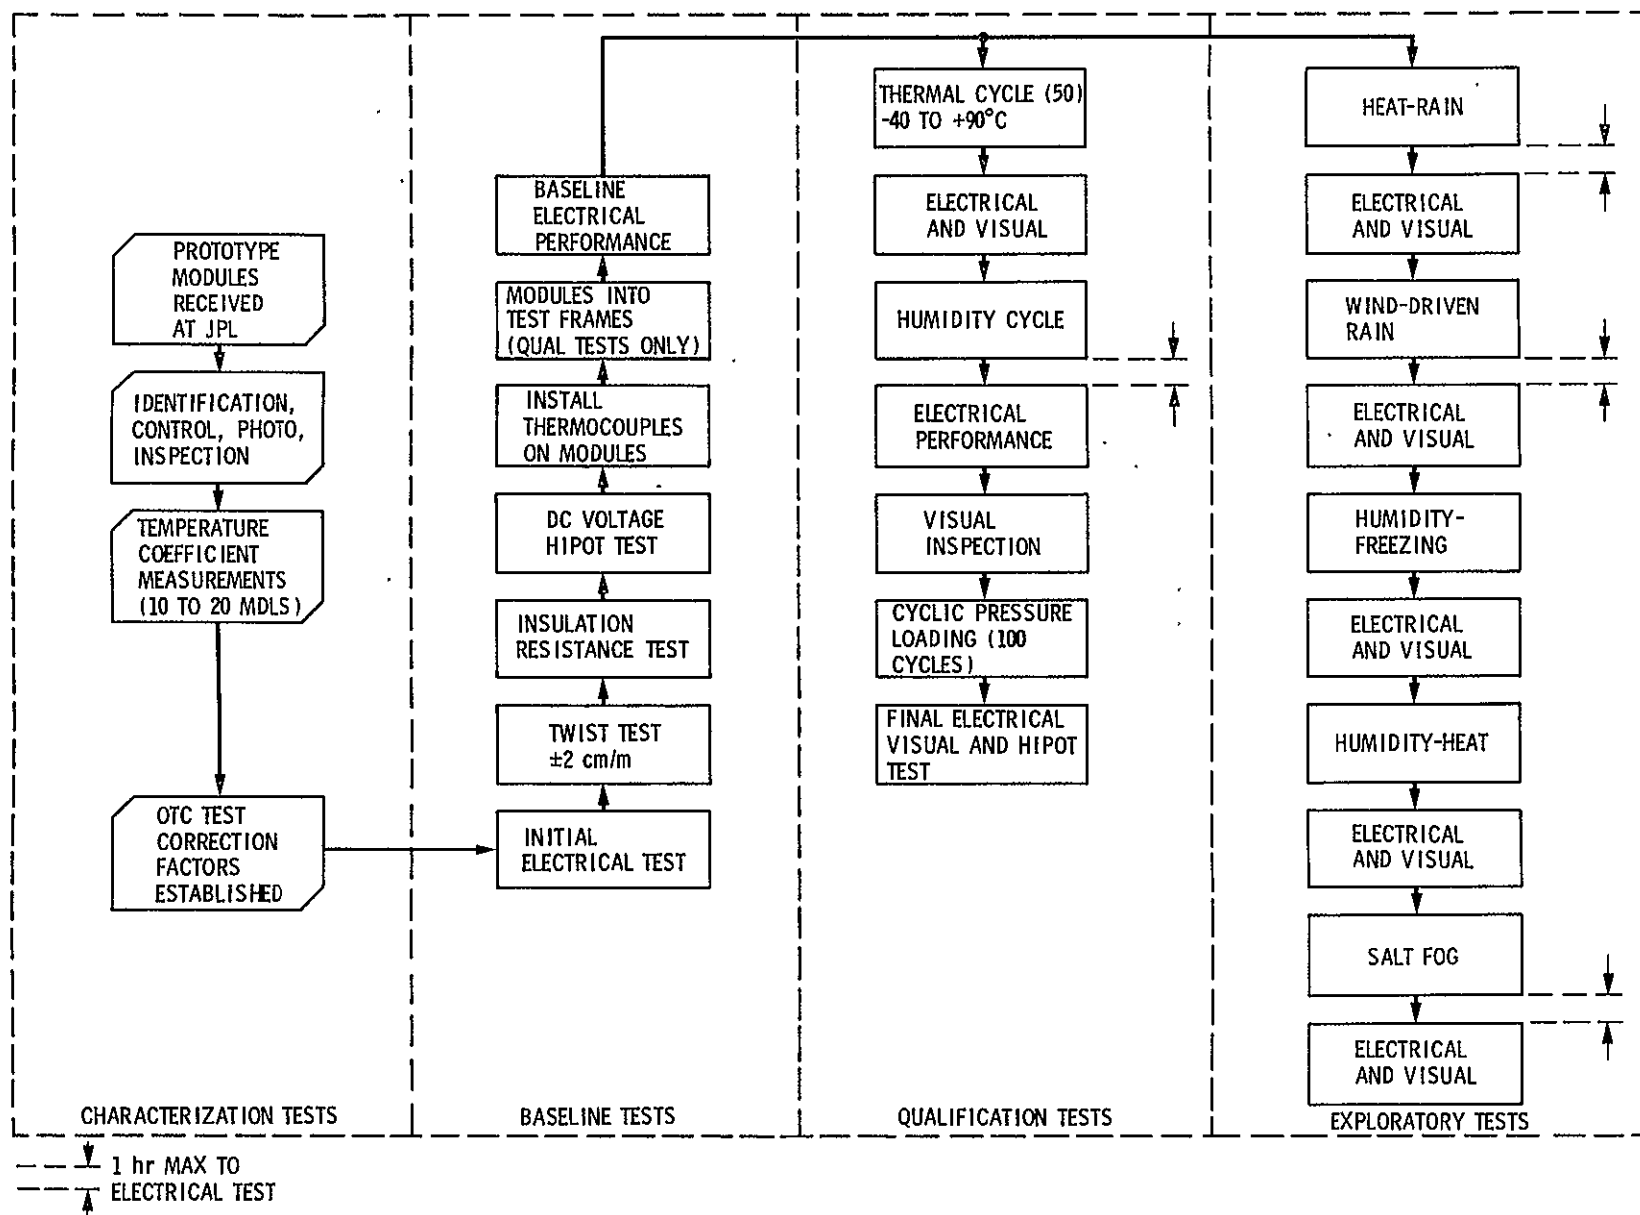 PROTOTYPE
MODULES
RECEIVED
AT JPL
IDENTIFICATION,
CONTROL, PHOTO,
INSPECTION
TEMPERATURE
COEFFICIENT
MEASUREMENTS
(10 TO 20 MDLS)
OTC TEST
CORRECTION
FACTORS
ESTABLISHED
CHARACTERIZATION TESTS
BASELINE
ELECTRICAL
PERFORMANCE
MODULES INTO
TEST FRAMES
(QUAL TESTS ONLY)
INSTALL
THERMOCOUPLES
ON MODULES
DC VOLTAGE
HIPOT TEST
INSULATION
RESISTANCE TEST
TWIST TEST
±2 cm/m
INITIAL
ELECTRICAL TEST
BASELINE TESTS
THERMAL CYCLE (50)
-40 TO +90°C
ELECTRICAL
AND VISUAL
HUMIDITY CYCLE
ELECTRICAL
PERFORMANCE
VISUAL
INSPECTION
CYCLIC PRESSURE
LOADING (100
CYCLES)
FINAL ELECTRICAL
VISUAL AND HIPOT
TEST
QUALIFICATION TESTS
HEAT-RAIN
ELECTRICAL
AND VISUAL
WIND-DRIVEN
RAIN
ELECTRICAL
AND VISUAL
HUMIDITY-
FREEZING
ELECTRICAL
AND VISUAL
HUMIDITY-HEAT
ELECTRICAL
AND VISUAL
SALT FOG
ELECTRICAL
AND VISUAL
EXPLORATORY TESTS
1 hr MAX TO
ELECTRICAL TEST